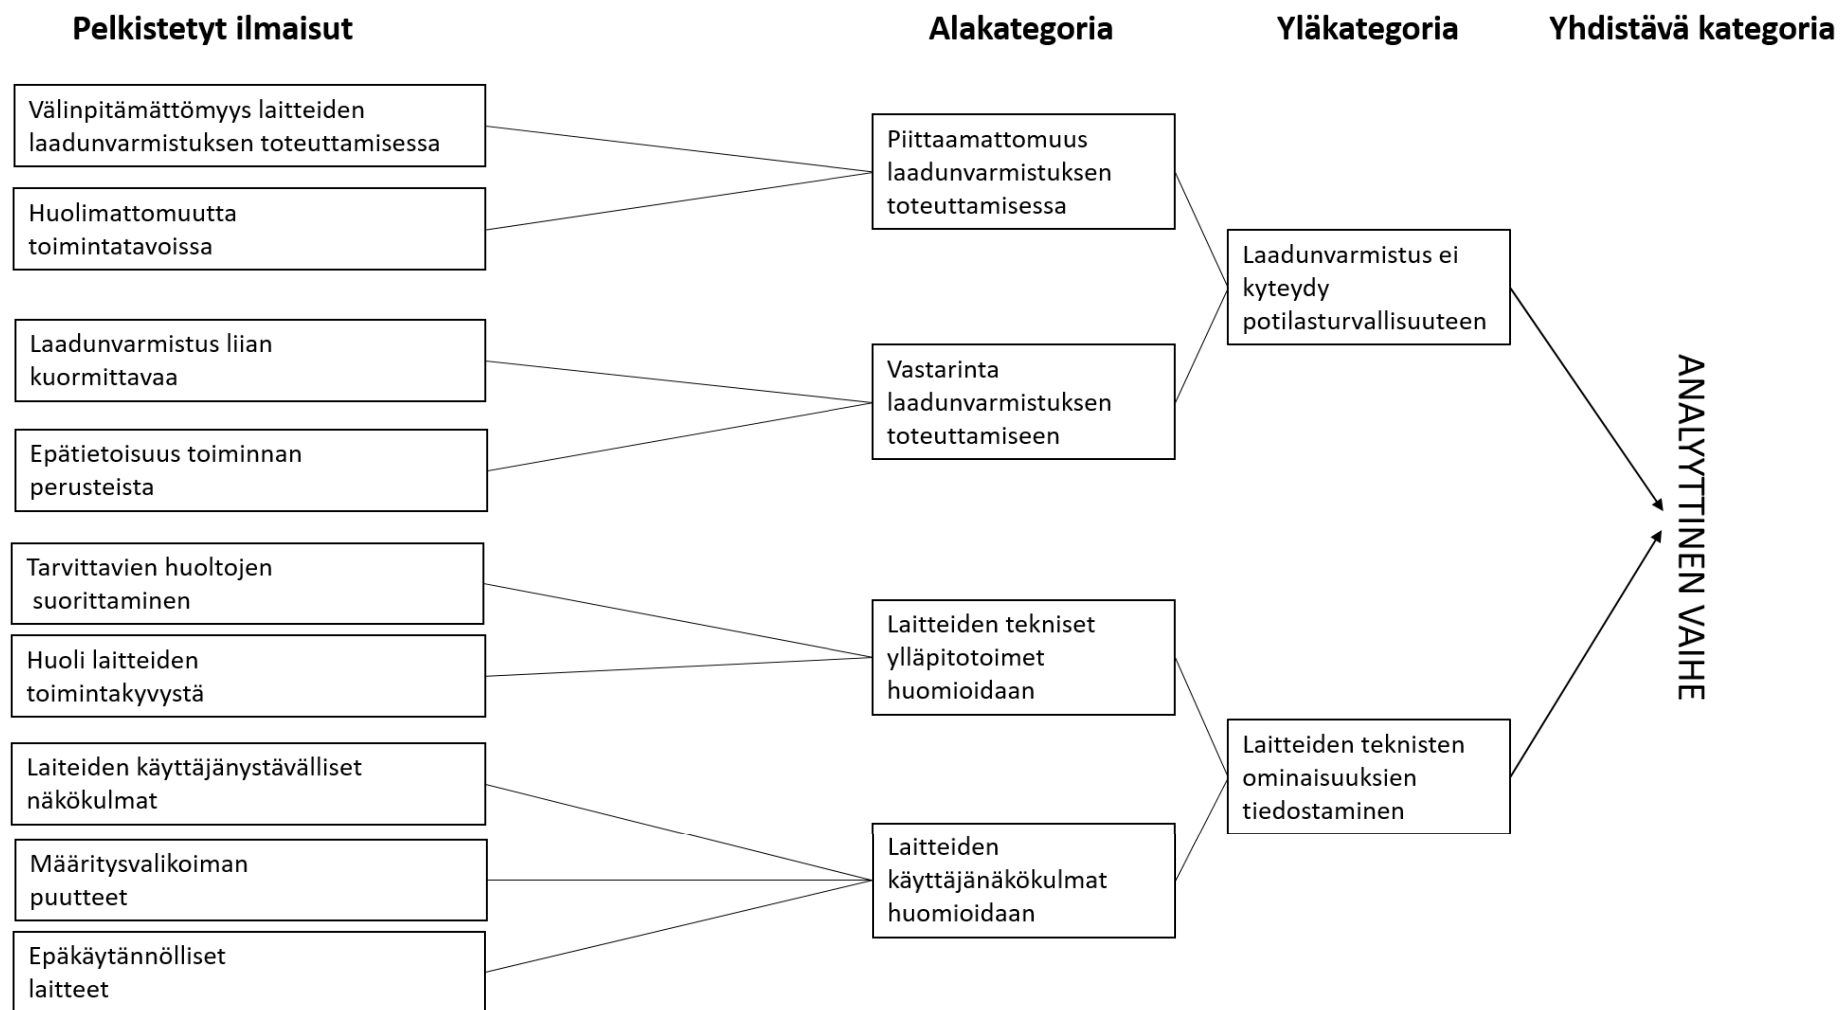 Pelkistetyt ilmaisut
Alakategoria
Yläkategoria
Yhdistävä kategoria
Välinpitämättömyys laitteiden
laadunvarmistuksen toteuttamisessa
Huolimattomuutta
toimintatavoissa
Laadunvarmistus liian
kuormittavaa
Epätietoisuus toiminnan
perusteista
Tarvittavien huoltojen
suorittaminen
Huoli laitteiden
toimintakyvystä
Laiteiden käyttäjänystävälliset
näkökulmat
Määritysvalikoiman
puutteet
Epäkäytännölliset
laitteet
Piittaamattomuus
laadunvarmistuksen
toteuttamisessa
Vastarinta
laadunvarmistuksen
toteuttamiseen
Laitteiden tekniset
ylläpitotoimet
huomioidaan
Laitteiden
käyttäjänäkökulmat
huomioidaan
Laadunvarmistus ei
kyteydy
potilasturvallisuuteen
Laitteiden teknisten
ominaisuuksien
tiedostaminen
ANALYYTTINEN VAIHE